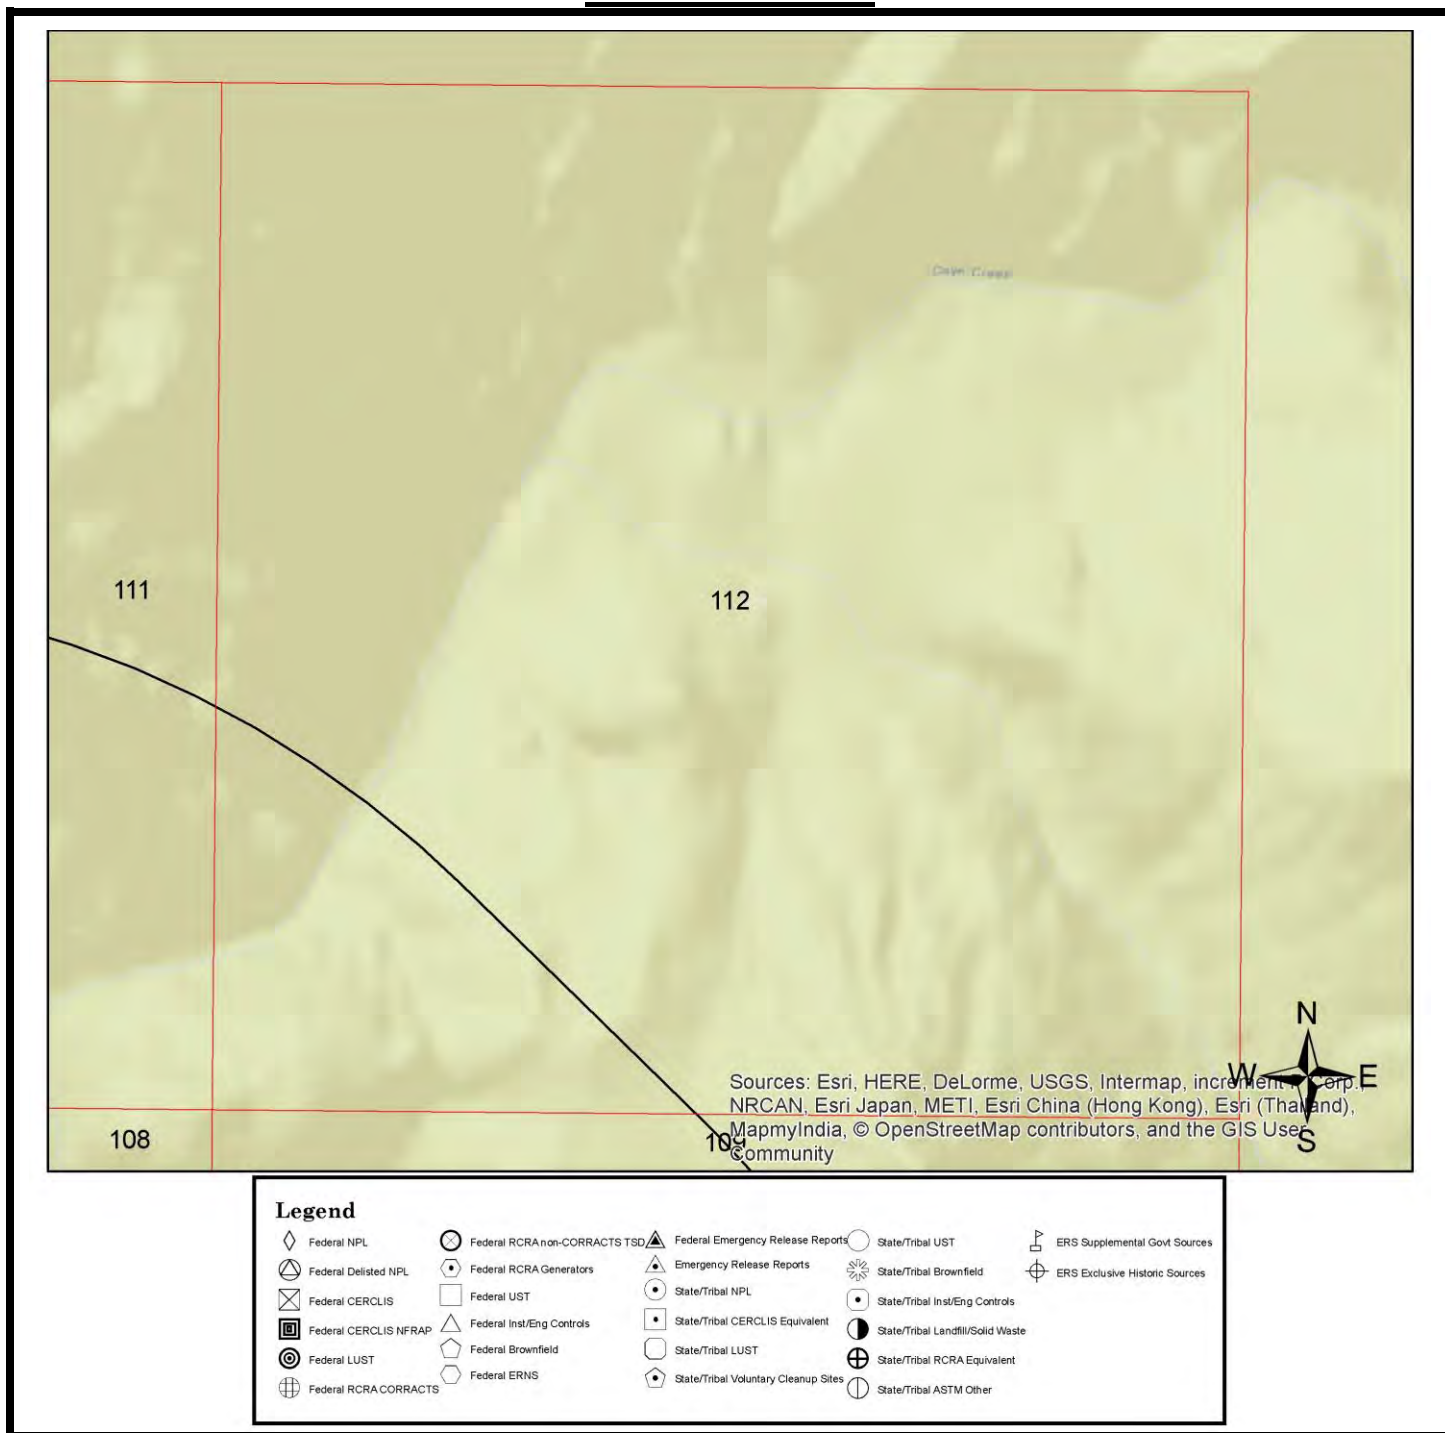 Cave Creek
111
112
N
W E
S
Sources: Esri, HERE, DeLorme, USGS, Intermap, increment P Corp.,
NRCAN, Esri Japan, METI, Esri China (Hong Kong), Esri (Thailand),
MapmyIndia, © OpenStreetMap contributors, and the GIS User
Community
108
109
Legend
Federal NPL
Federal Delisted NPL
Federal CERCLIS
Federal CERCLIS NFRAP
Federal LUST
Federal RCRA CORRACTS
Federal RCRA non-CORRACTS TSD
Federal RCRA Generators
Federal UST
Federal Inst/Eng Controls
Federal Brownfield
Federal ERNS
Federal Emergency Release Reports
Emergency Release Reports
State/Tribal NPL
State/Tribal CERCLIS Equivalent
State/Tribal LUST
State/Tribal Voluntary Cleanup Sites
State/Tribal UST
State/Tribal Brownfield
State/Tribal Inst/Eng Controls
State/Tribal Landfill/Solid Waste
State/Tribal RCRA Equivalent
State/Tribal ASTM Other
ERS Supplemental Govt Sources
ERS Exclusive Historic Sources